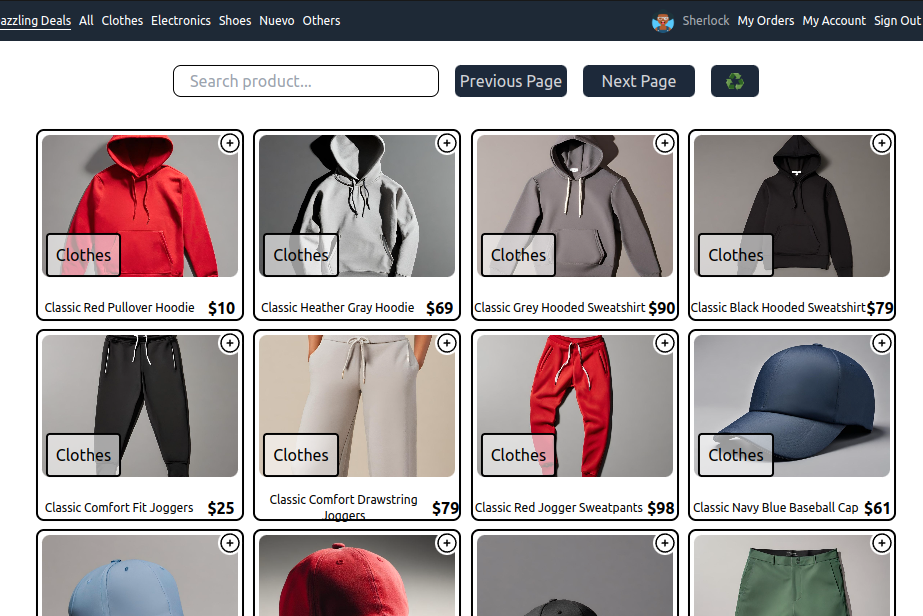 azzling Deals All Clothes Electronics Shoes Nuevo Others Sherlock My Orders My Account Sign Out
Search product... Previous Page Next Page
Clothes Clothes Clothes Clothes
Classic Red Pullover Hoodie $10 Classic Heather Gray Hoodie $69 Classic Grey Hooded Sweatshirt $90 Classic Black Hooded Sweatshirt $79
Clothes Clothes Clothes Clothes
Classic Comfort Fit Joggers $25 Classic Comfort Drawstring Joggers $79 Classic Red Jogger Sweatpants $98 Classic Navy Blue Baseball Cap $61